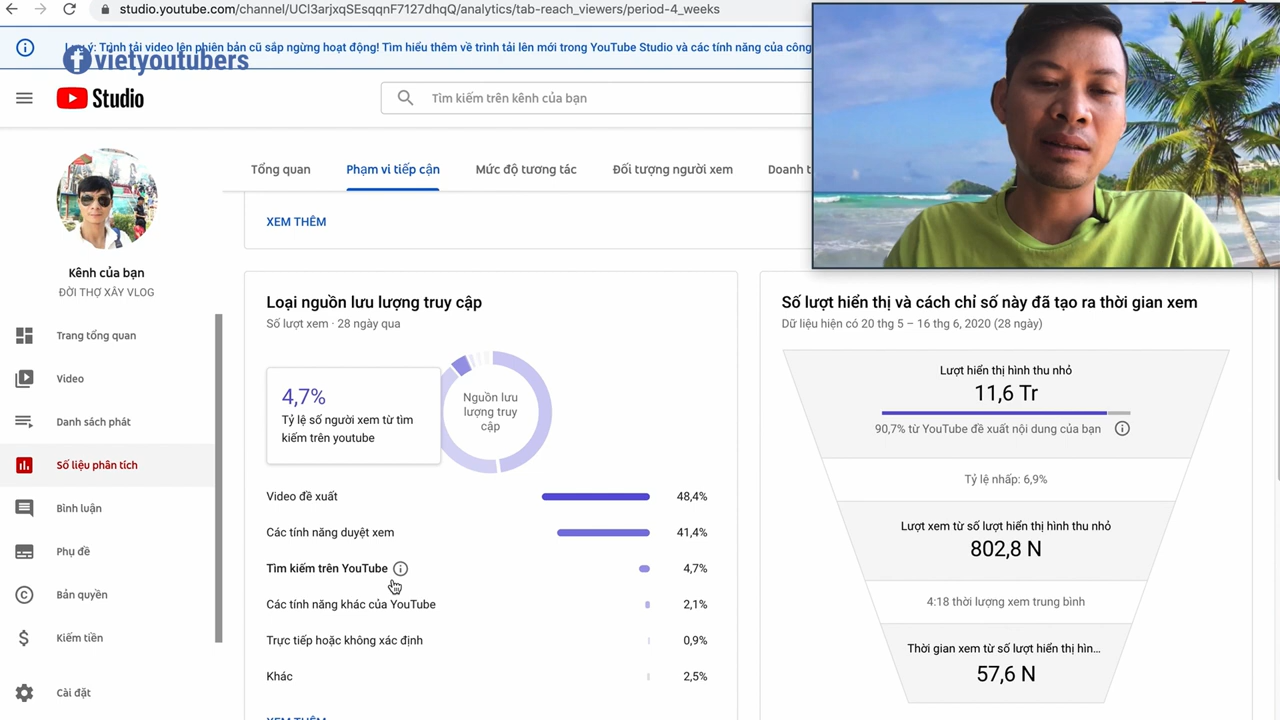 studio.youtube.com/channel/UCl3arjxqSEsqqnF7127dhqQ/analytics/tab-reach_viewers/period-4_weeks
Lưu ý: Trình tải video lên phiên bản cũ sắp ngừng hoạt động! Tìm hiểu thêm về trình tải lên mới trong YouTube Studio và các tính năng của công
vietyoutubers
Studio
Tìm kiếm trên kênh của bạn
Kênh của bạn
ĐỜI THỢ XÂY VLOG
Trang tổng quan
Video
Danh sách phát
Số liệu phân tích
Bình luận
Phụ đề
Bản quyền
Kiếm tiền
Cài đặt
Tổng quan
Phạm vi tiếp cận
Mức độ tương tác
Đối tượng người xem
Doanh t
XEM THÊM
Loại nguồn lưu lượng truy cập
Số lượt xem · 28 ngày qua
4,7%
Tỷ lệ số người xem từ tìm
kiếm trên youtube
Nguồn lưu
lượng truy
cập
Video đề xuất 48,4%
Các tính năng duyệt xem 41,4%
Tìm kiếm trên YouTube 4,7%
Các tính năng khác của YouTube 2,1%
Trực tiếp hoặc không xác định 0,9%
Khác 2,5%
XEM THÊM
Số lượt hiển thị và cách chỉ số này đã tạo ra thời gian xem
Dữ liệu hiện có 20 thg 5 – 16 thg 6, 2020 (28 ngày)
Lượt hiển thị hình thu nhỏ
11,6 Tr
90,7% từ YouTube đề xuất nội dung của bạn
Tỷ lệ nhấp: 6,9%
Lượt xem từ số lượt hiển thị hình thu nhỏ
802,8 N
4:18 thời lượng xem trung bình
Thời gian xem từ số lượt hiển thị hìn...
57,6 N